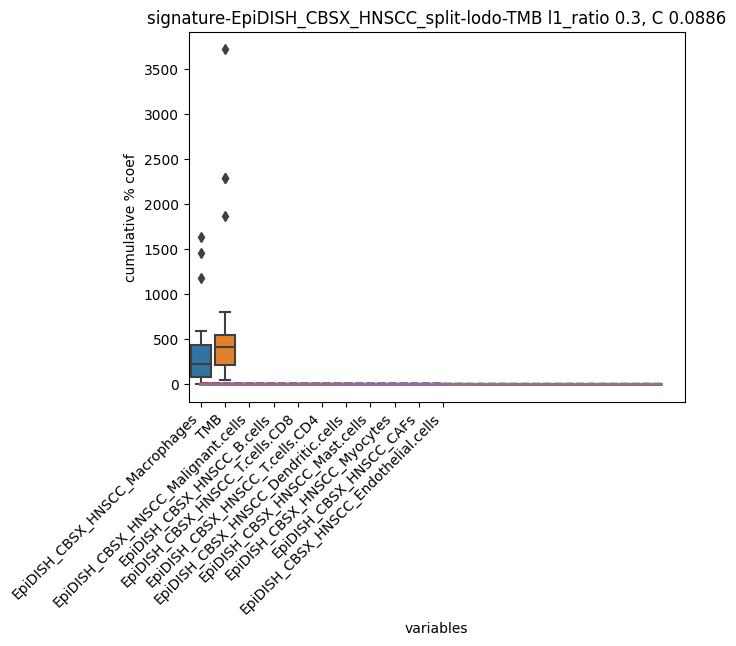 signature-EpiDISH_CBSX_HNSCC_split-lodo-TMB l1_ratio 0.3, C 0.0886
cumulative % coef
3500
3000
2500
2000
1500
1000
500
0
EpiDISH_CBSX_HNSCC_Macrophages
TMB
EpiDISH_CBSX_HNSCC_Malignant.cells
EpiDISH_CBSX_HNSCC_B.cells
EpiDISH_CBSX_HNSCC_T.cells.CD8
EpiDISH_CBSX_HNSCC_T.cells.CD4
EpiDISH_CBSX_HNSCC_Dendritic.cells
EpiDISH_CBSX_HNSCC_Mast.cells
EpiDISH_CBSX_HNSCC_Myocytes
EpiDISH_CBSX_HNSCC_CAFs
EpiDISH_CBSX_HNSCC_Endothelial.cells
variables